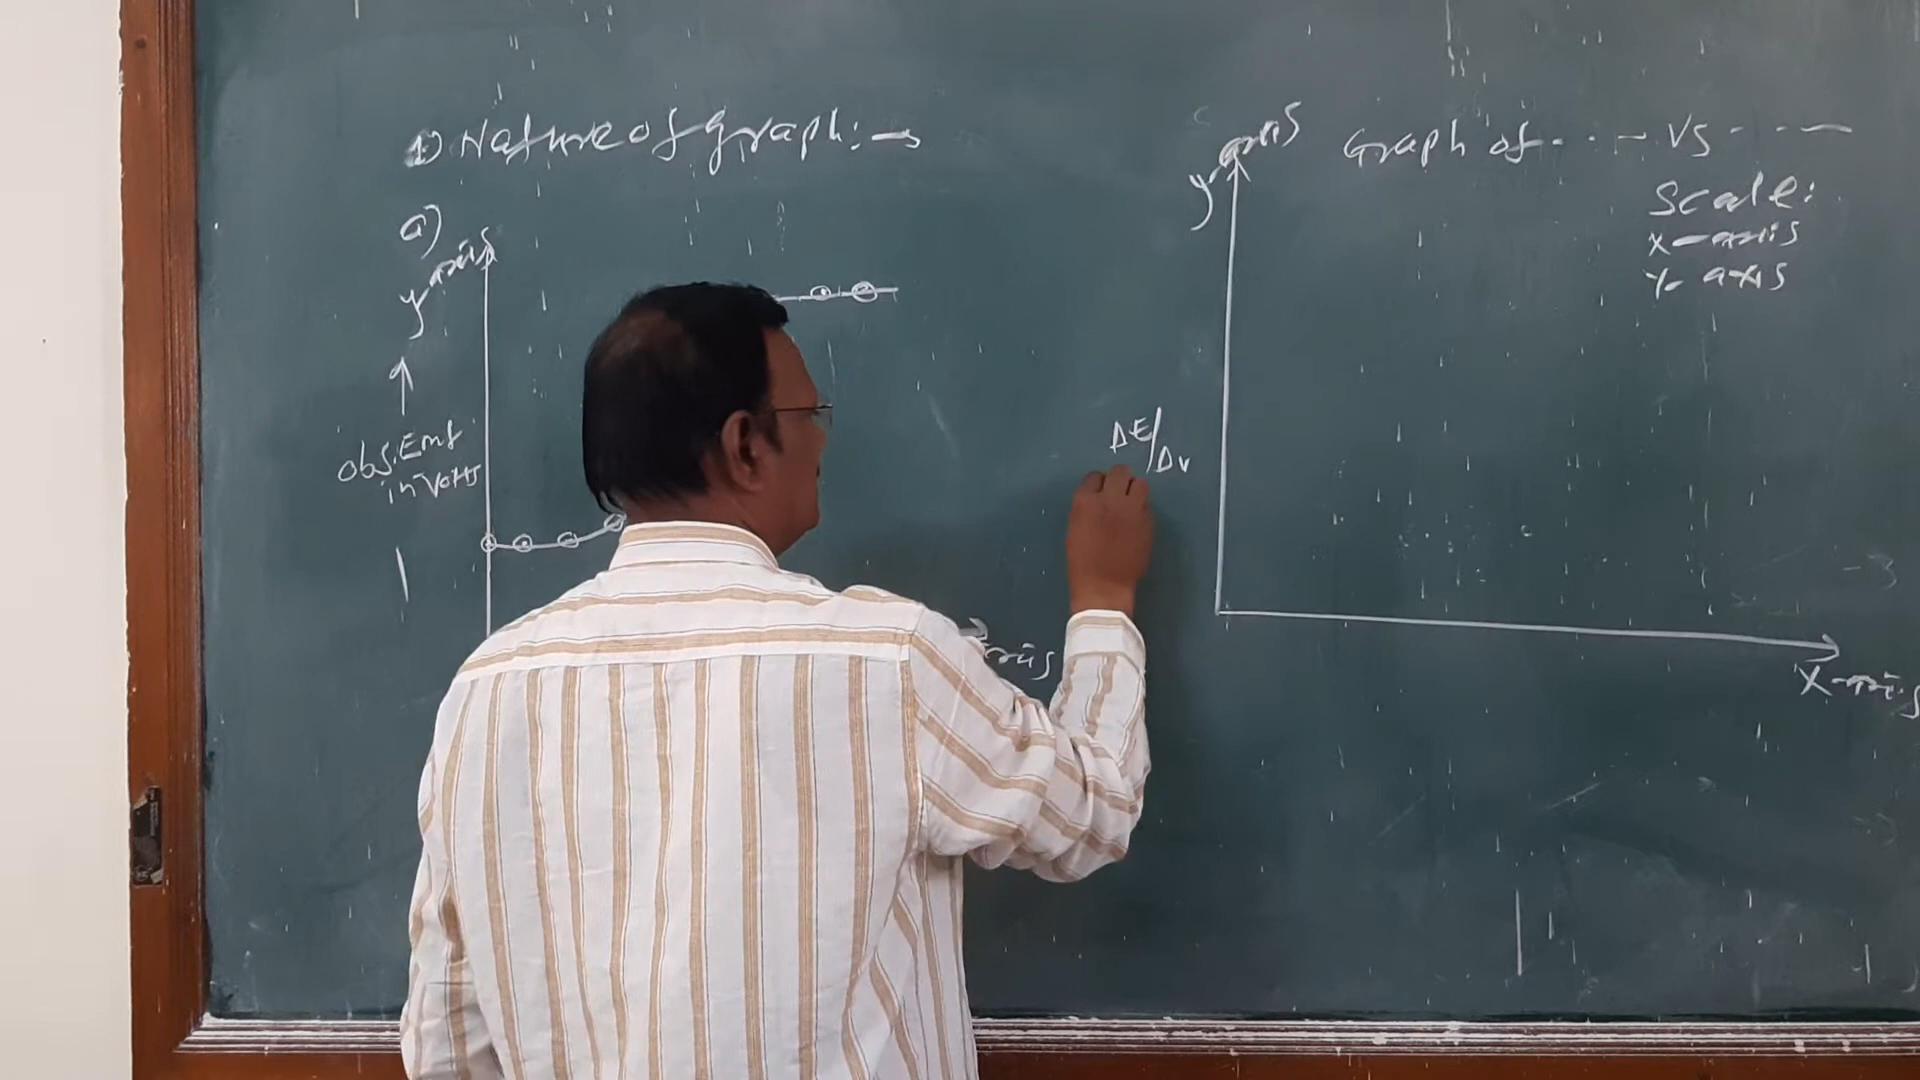 1) Nature of graph:→
a)
y axis
obs. Emf
in Volts
y axis
Graph of ... - Vs - - - -
Scale:
X-axis
Y-axis
ΔE/ΔV
X-axis